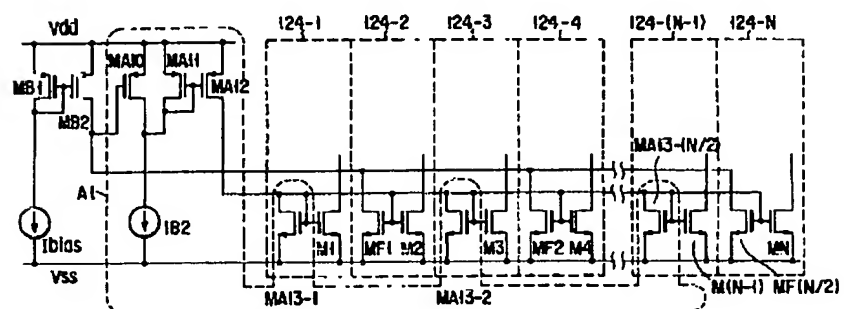 124-1 124-2 124-3 124-4 124-(N-1) 124-N
Vdd
MA10 MA11
MB1 MA12
MB2
MA13-(N/2)
A1
Ibias IB2
M1 MF1 M2 M3 MF2 M4 MN
Vss
M(N-1) MF(N/2)
MA13-1 MA13-2